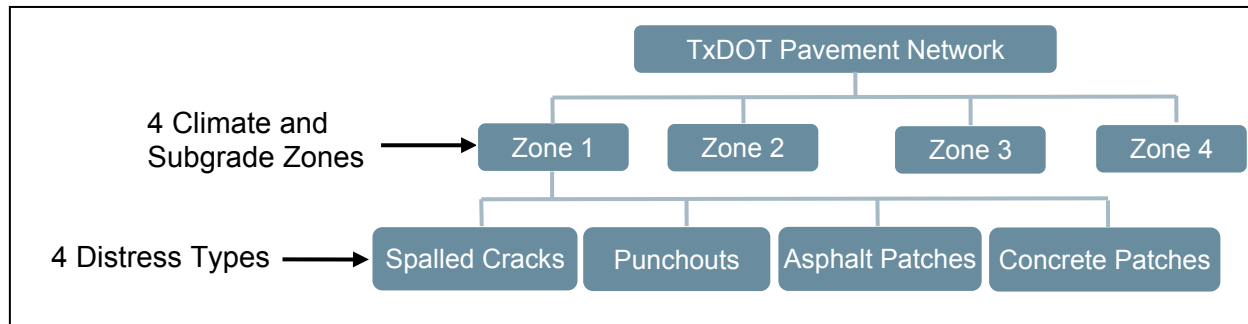 TxDOT Pavement Network
4 Climate and
Subgrade Zones
Zone 1
Zone 2
Zone 3
Zone 4
4 Distress Types
Spalled Cracks
Punchouts
Asphalt Patches
Concrete Patches